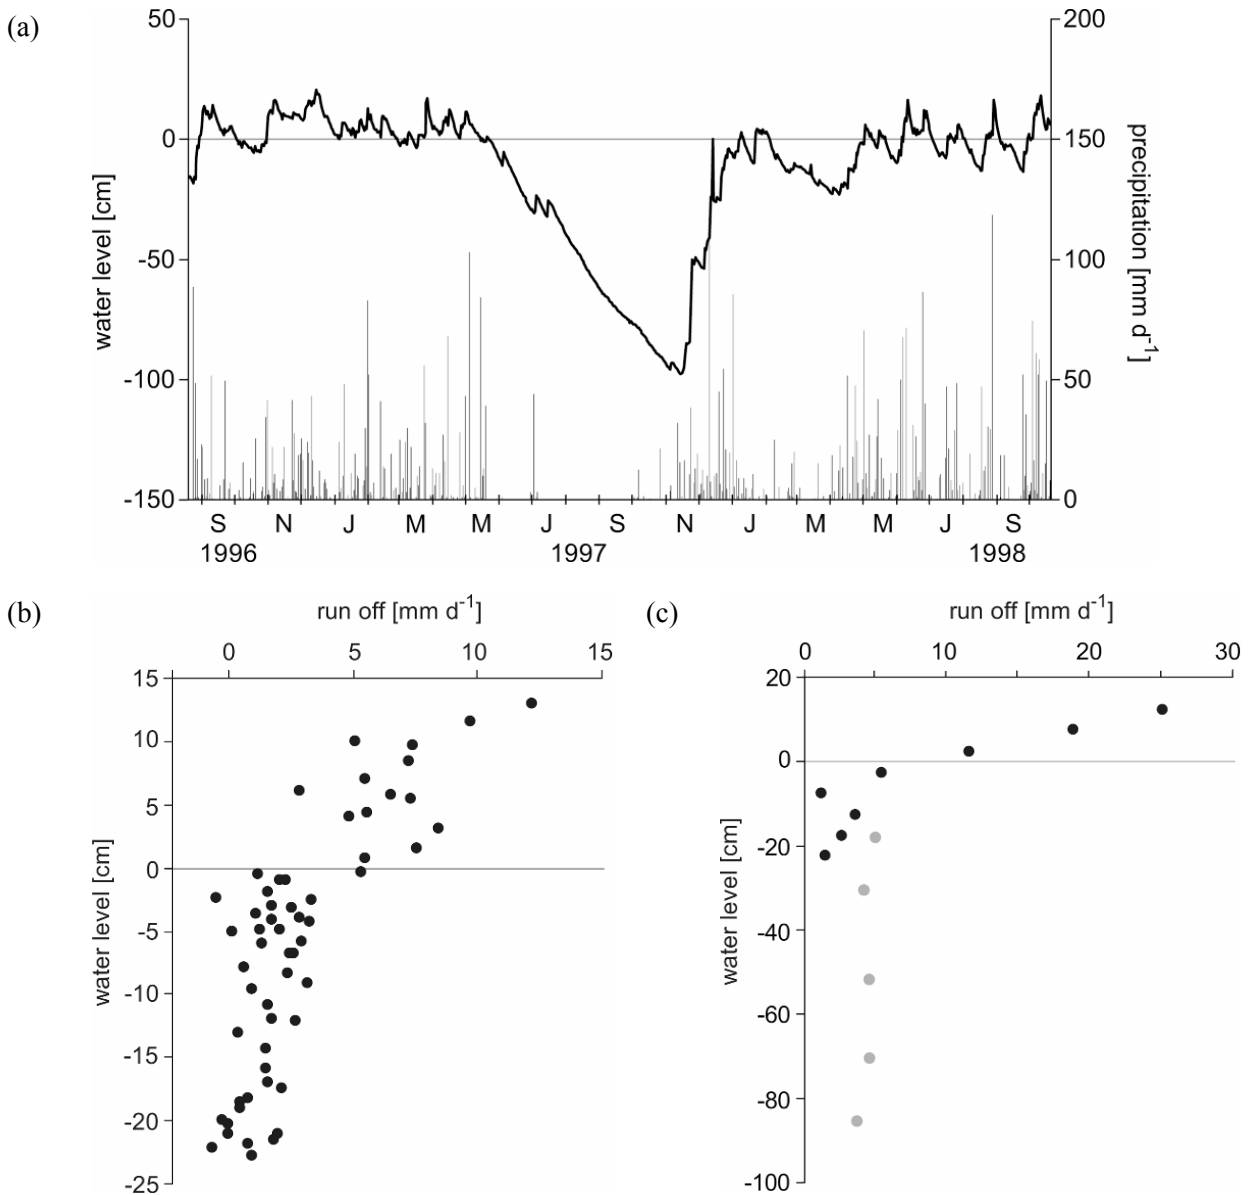 (a)
50
200
0
150
-50
100
-100
50
-150
0
water level [cm]
precipitation [mm d-1]
S N J M M J S N J M M J S
1996 1997 1998
(b)
run off [mm d-1]
0 5 10 15
15
10
5
0
-5
-10
-15
-20
-25
water level [cm]
(c)
run off [mm d-1]
0 10 20 30
20
0
-20
-40
-60
-80
-100
water level [cm]